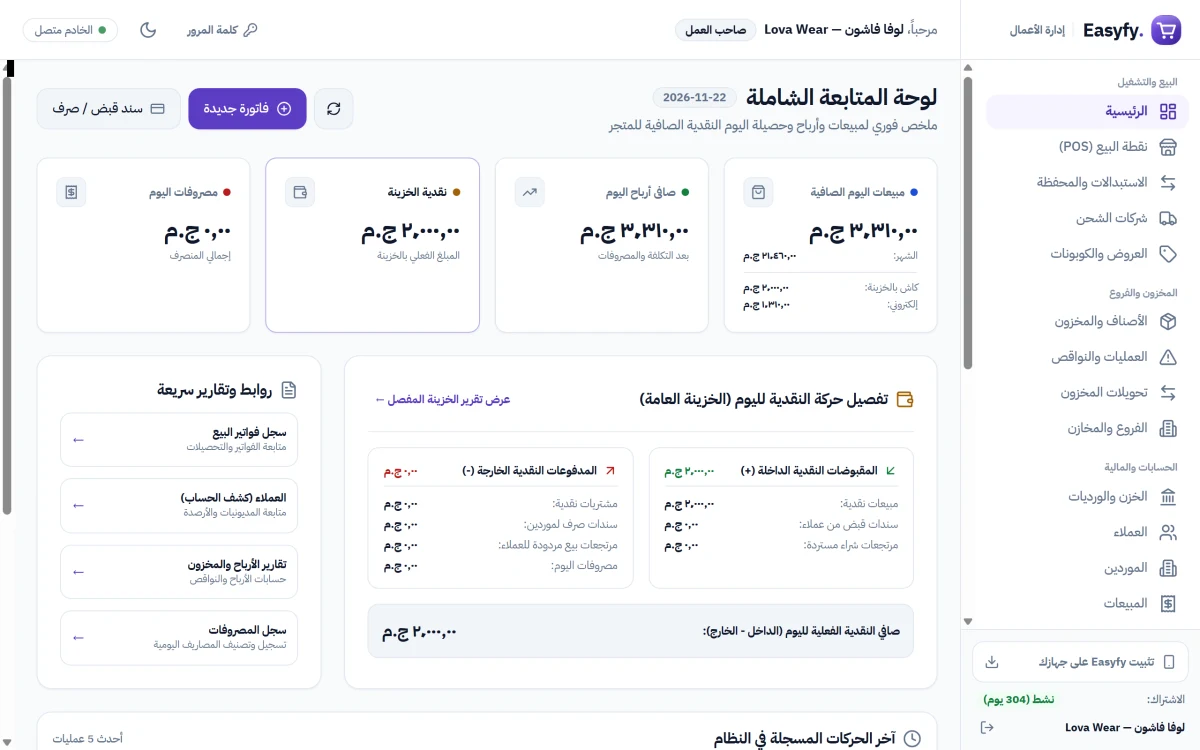 Easyfy.
إدارة الأعمال
مرحباً، لوفا فاشون — Lova Wear
صاحب العمل
كلمة المرور
الخادم متصل
البيع والتشغيل
الرئيسية
نقطة البيع (POS)
الاستبدالات والمحفظة
شركات الشحن
العروض والكوبونات
المخزون والفروع
الأصناف والمخزون
العمليات والنواقص
تحويلات المخزون
الفروع والمخازن
الحسابات والمالية
الخزن والورديات
العملاء
الموردين
المبيعات
تثبيت Easyfy على جهازك
الاشتراك:
نشط (304 يوم)
لوفا فاشون — Lova Wear
لوحة المتابعة الشاملة
2026-11-22
ملخص فوري لمبيعات وأرباح وحصيلة اليوم النقدية الصافية للمتجر
فاتورة جديدة
سند قبض / صرف
مبيعات اليوم الصافية
٣٬٣١٠٫٠٠ ج.م
الشهر:
٢١٬٤٦٠٫٠٠ ج.م
كاش بالخزينة:
٢٬٠٠٠٫٠٠ ج.م
إلكتروني:
١٬٣١٠٫٠٠ ج.م
صافي أرباح اليوم
٣٬٣١٠٫٠٠ ج.م
بعد التكلفة والمصروفات
نقدية الخزينة
٢٬٠٠٠٫٠٠ ج.م
المبلغ الفعلي بالخزينة
مصروفات اليوم
٠٫٠٠ ج.م
إجمالي المنصرف
تفصيل حركة النقدية لليوم (الخزينة العامة)
عرض تقرير الخزينة المفصل ←
المقبوضات النقدية الداخلة (+)
٢٬٠٠٠٫٠٠ ج.م
مبيعات نقدية:
٢٬٠٠٠٫٠٠ ج.م
سندات قبض من عملاء:
٠٫٠٠ ج.م
مرتجعات شراء مستردة:
٠٫٠٠ ج.م
المدفوعات النقدية الخارجة (-)
٠٫٠٠ ج.م
مشتريات نقدية:
٠٫٠٠ ج.م
سندات صرف لموردين:
٠٫٠٠ ج.م
مرتجعات بيع مردودة للعملاء:
٠٫٠٠ ج.م
مصروفات اليوم:
٠٫٠٠ ج.م
صافي النقدية الفعلية لليوم (الداخل - الخارج):
٢٬٠٠٠٫٠٠ ج.م
روابط وتقارير سريعة
سجل فواتير البيع
متابعة الفواتير والتحصيلات
←
العملاء (كشف الحساب)
متابعة المديونيات والأرصدة
←
تقارير الأرباح والمخزون
حسابات الأرباح والنواقص
←
سجل المصروفات
تسجيل وتصنيف المصاريف اليومية
←
آخر الحركات المسجلة في النظام
أحدث 5 عمليات